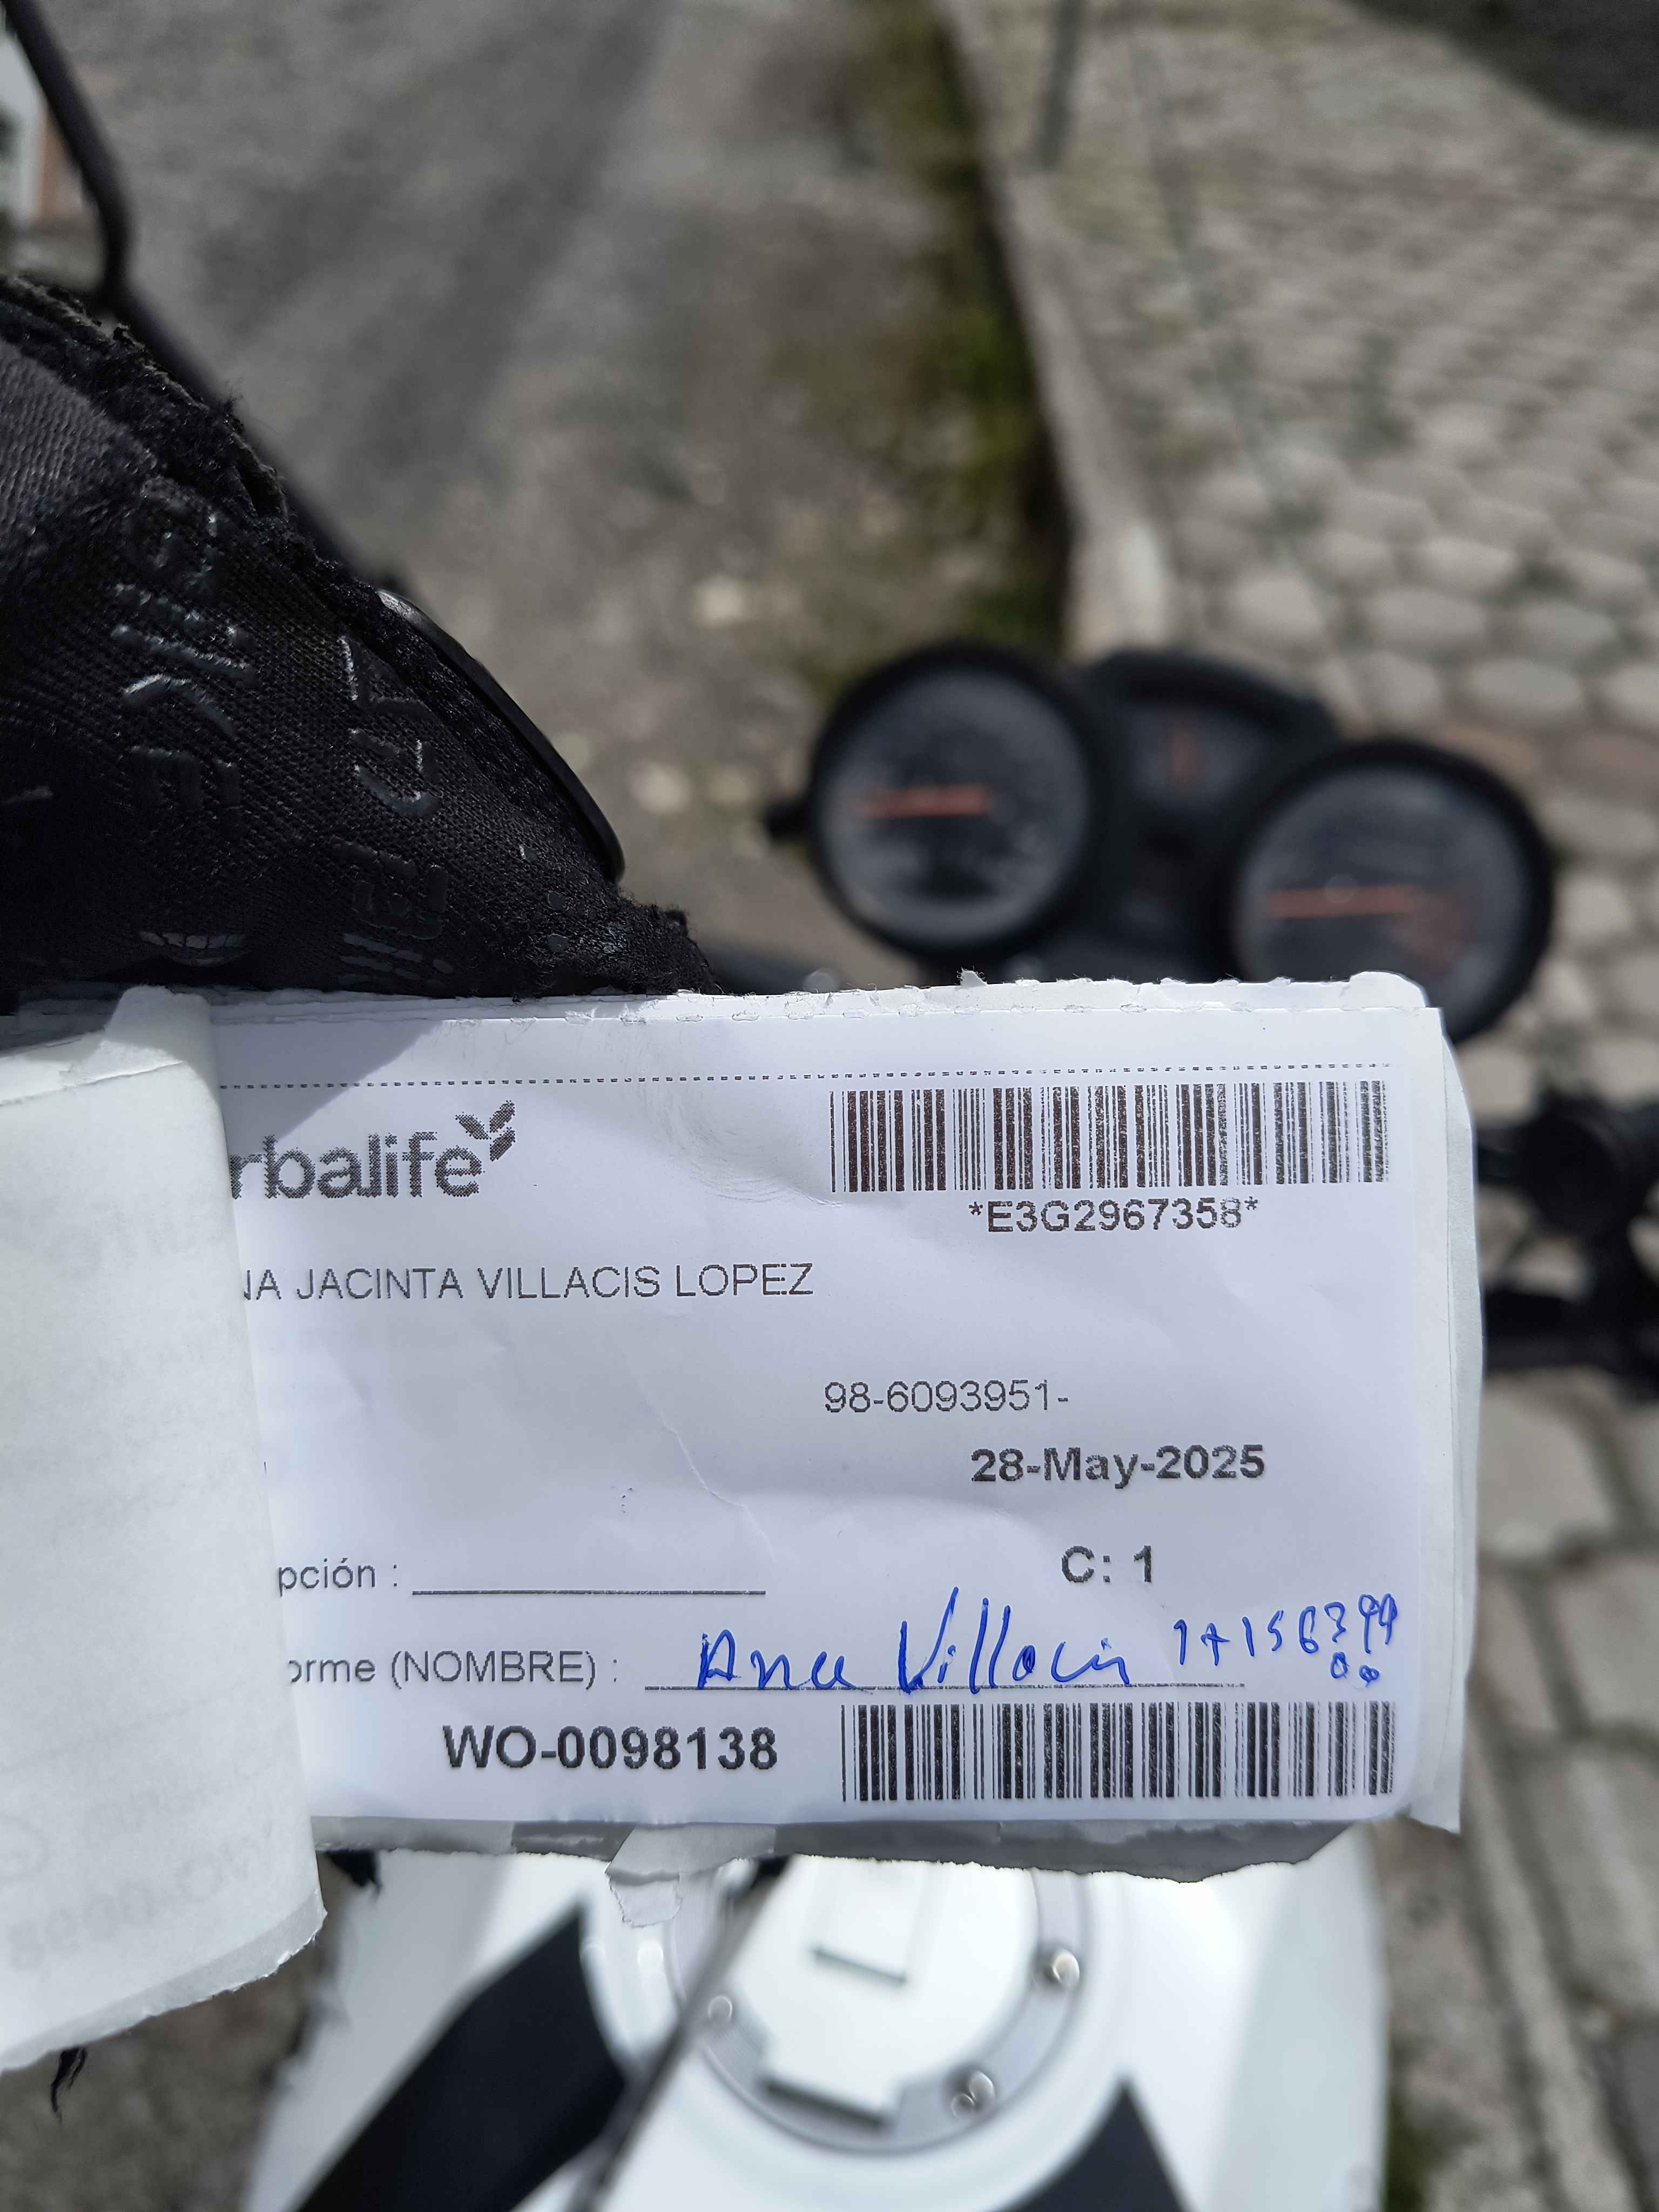 rbalife
*E3G2967358*
NA JACINTA VILLACIS LOPEZ
98-6093951-
28-May-2025
pción :
C: 1
orme (NOMBRE) : Ana Villacis
WO-0098138